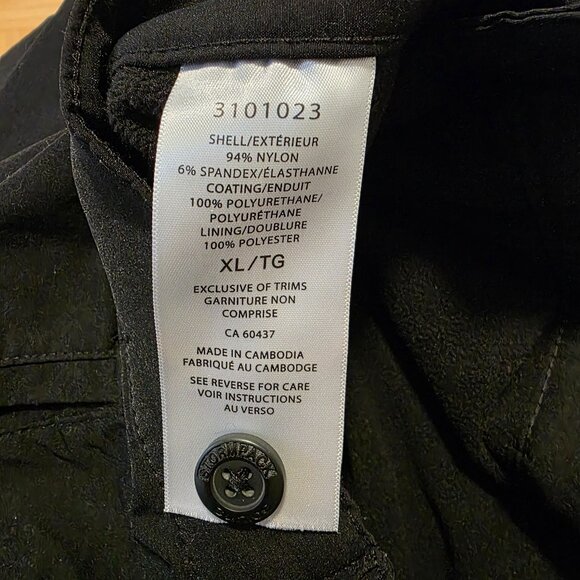 3101023
SHELL/EXTÉRIEUR
94% NYLON
6% SPANDEX/ÉLASTHANNE
COATING/ENDUIT
100% POLYURETHANE/
POLYURÉTHANE
LINING/DOUBLURE
100% POLYESTER
XL/TG
EXCLUSIVE OF TRIMS
GARNITURE NON
COMPRISE
CA 60437
MADE IN CAMBODIA
FABRIQUÉ AU CAMBODGE
SEE REVERSE FOR CARE
VOIR INSTRUCTIONS
AU VERSO
STORMPACK